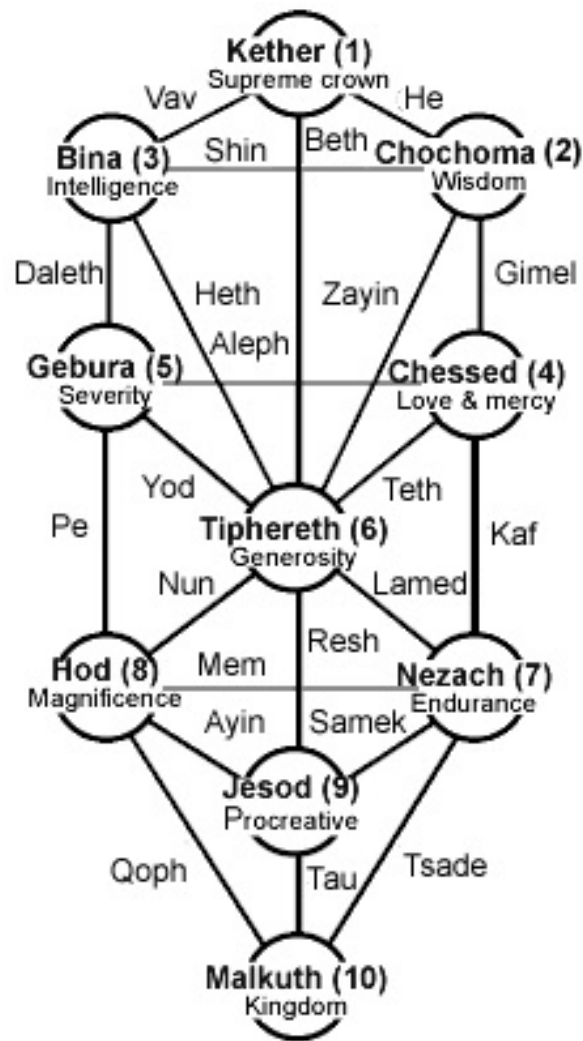 Kether (1)
Supreme crown
Vav
He
Shin
Beth
Bina (3)
Intelligence
Chochoma (2)
Wisdom
Daleth
Heth
Zayin
Gimel
Aleph
Gebura (5)
Severity
Chessed (4)
Love & mercy
Yod
Teth
Pe
Tiphereth (6)
Generosity
Kaf
Nun
Lamed
Resh
Hod (8)
Magnificence
Mem
Nezach (7)
Endurance
Ayin
Samek
Jesod (9)
Procreative
Qoph
Tau
Tsade
Malkuth (10)
Kingdom